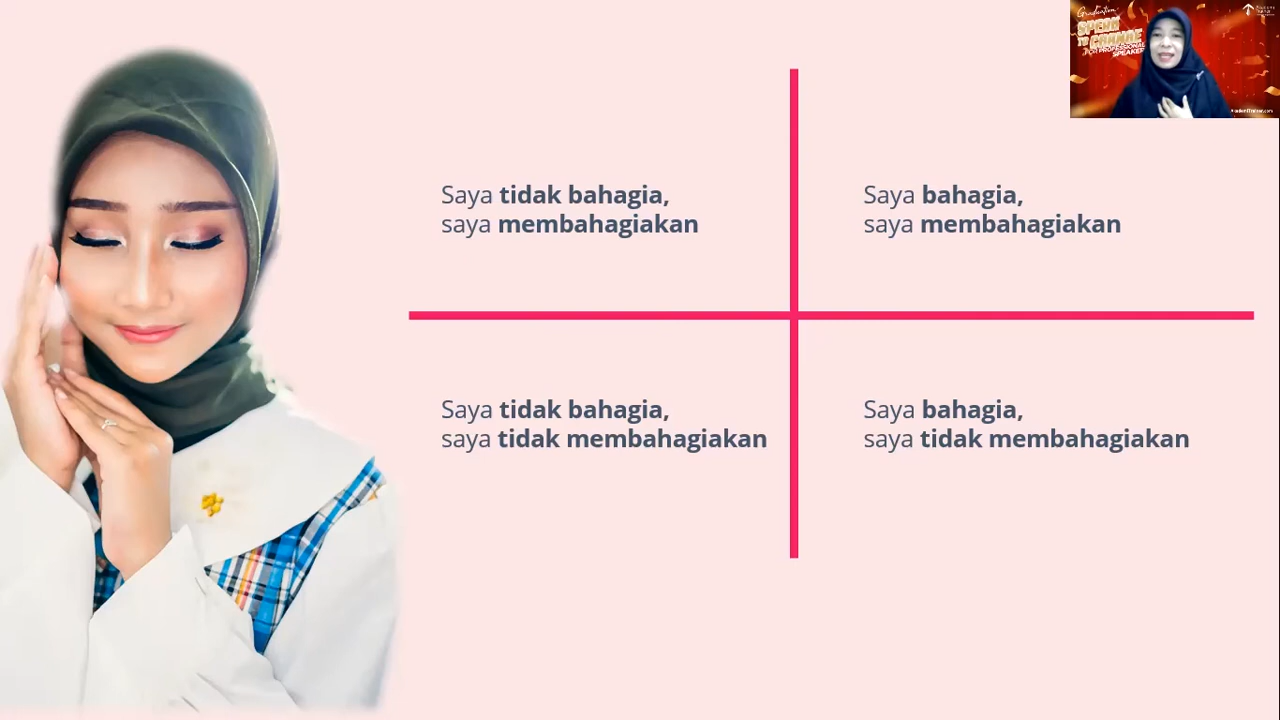 Graduation
SPEAK
TO CHANGE
PROFESSIONAL
SPEAKER
Saya tidak bahagia,
saya membahagiakan
Saya bahagia,
saya membahagiakan
Saya tidak bahagia,
saya tidak membahagiakan
Saya bahagia,
saya tidak membahagiakan